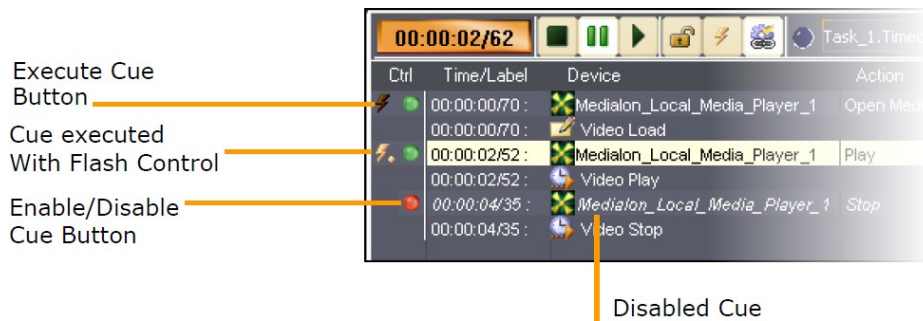 00:00:02/62
Task_1.Timec
Ctrl Time/Label Device Action
00:00:00/70 : Medialon_Local_Media_Player_1 Open Med
00:00:00/70 : Video Load
00:00:02/52 : Medialon_Local_Media_Player_1 Play
00:00:02/52 : Video Play
00:00:04/35 : Medialon_Local_Media_Player_1 Stop
00:00:04/35 : Video Stop
Execute Cue
Button
Cue executed
With Flash Control
Enable/Disable
Cue Button
Disabled Cue